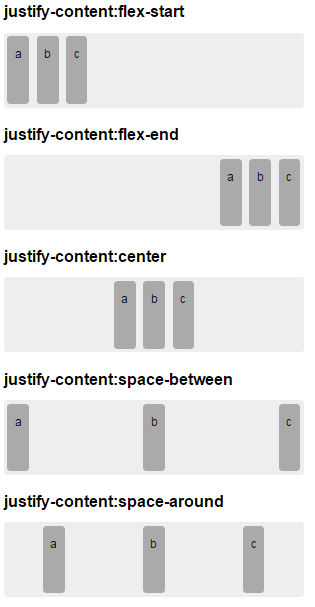 justify-content:flex-start
a b c
justify-content:flex-end
a b c
justify-content:center
a b c
justify-content:space-between
a b c
justify-content:space-around
a b c